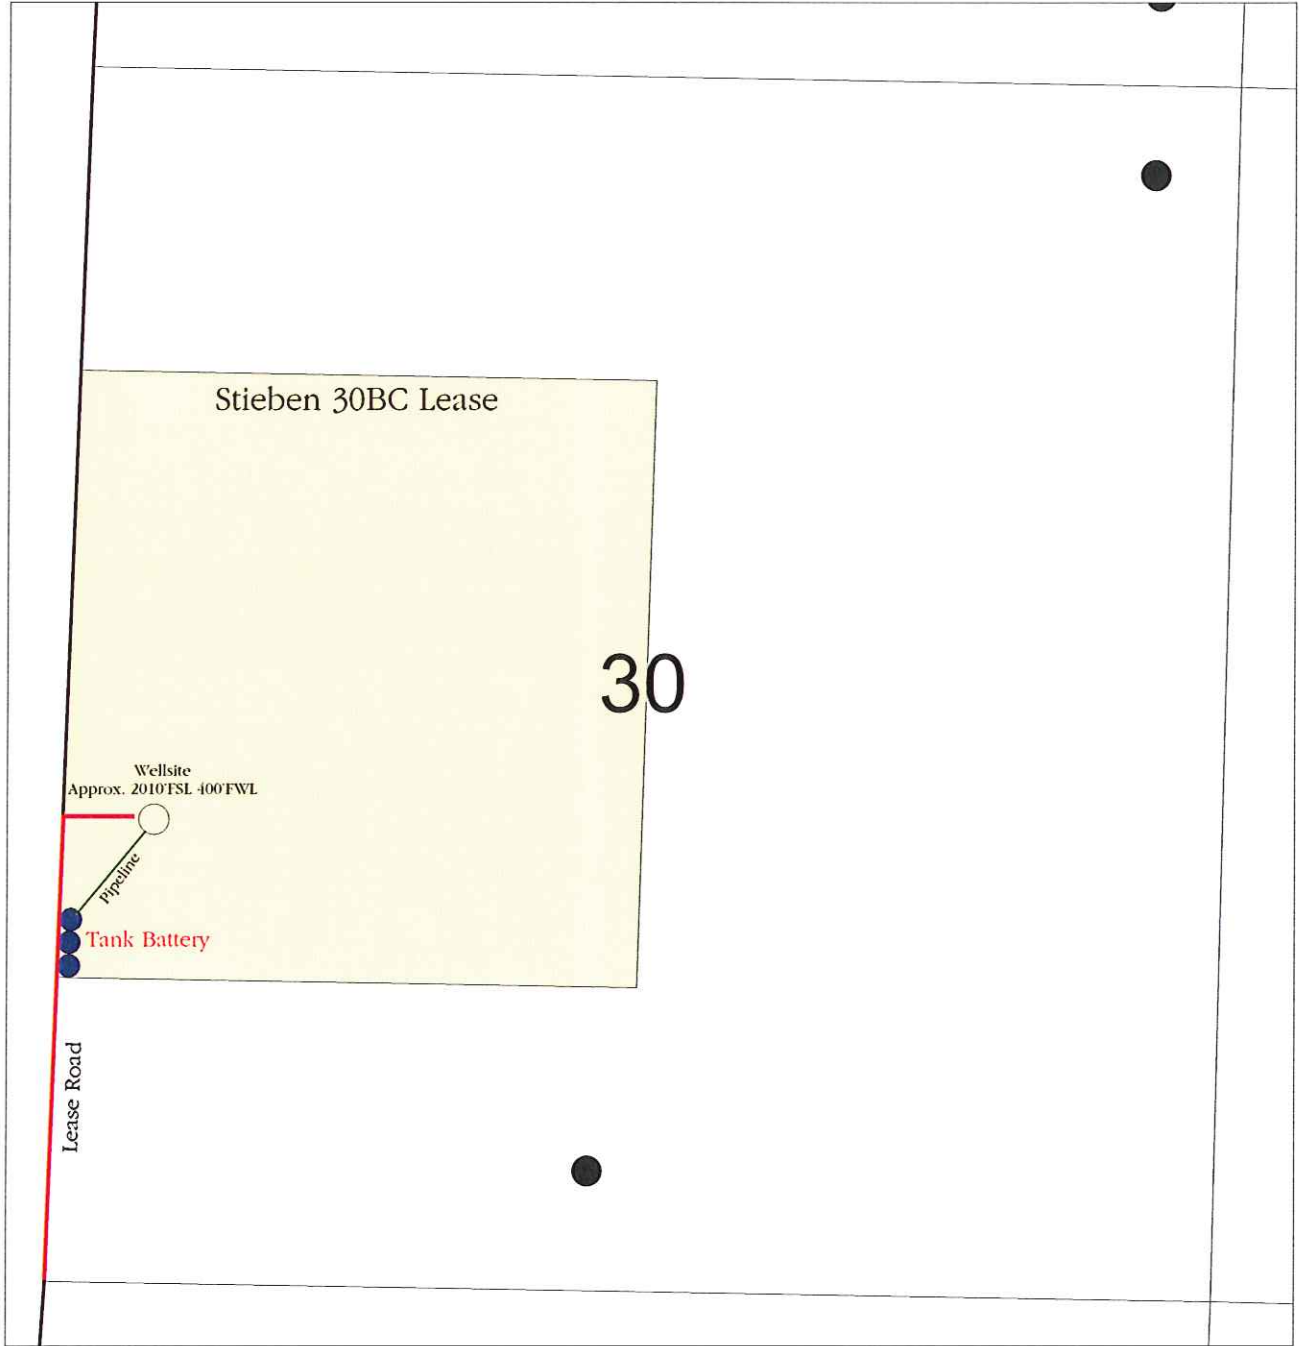 Stieben 30BC Lease
30
Wellsite
Approx. 2010'FSL 400'FWL
Pipeline
Tank Battery
Lease Road